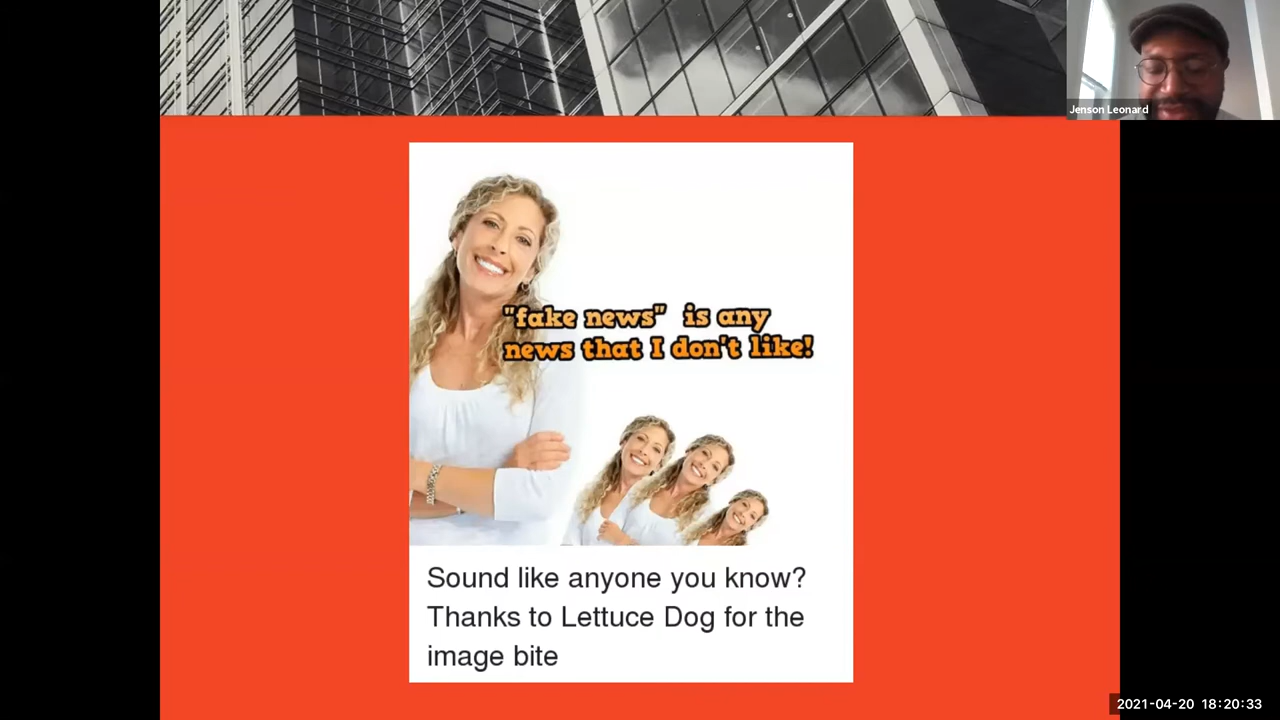 Jenson Leonard
"fake news" is any
news that I don't like!
Sound like anyone you know?
Thanks to Lettuce Dog for the
image bite
2021-04-20 18:20:33